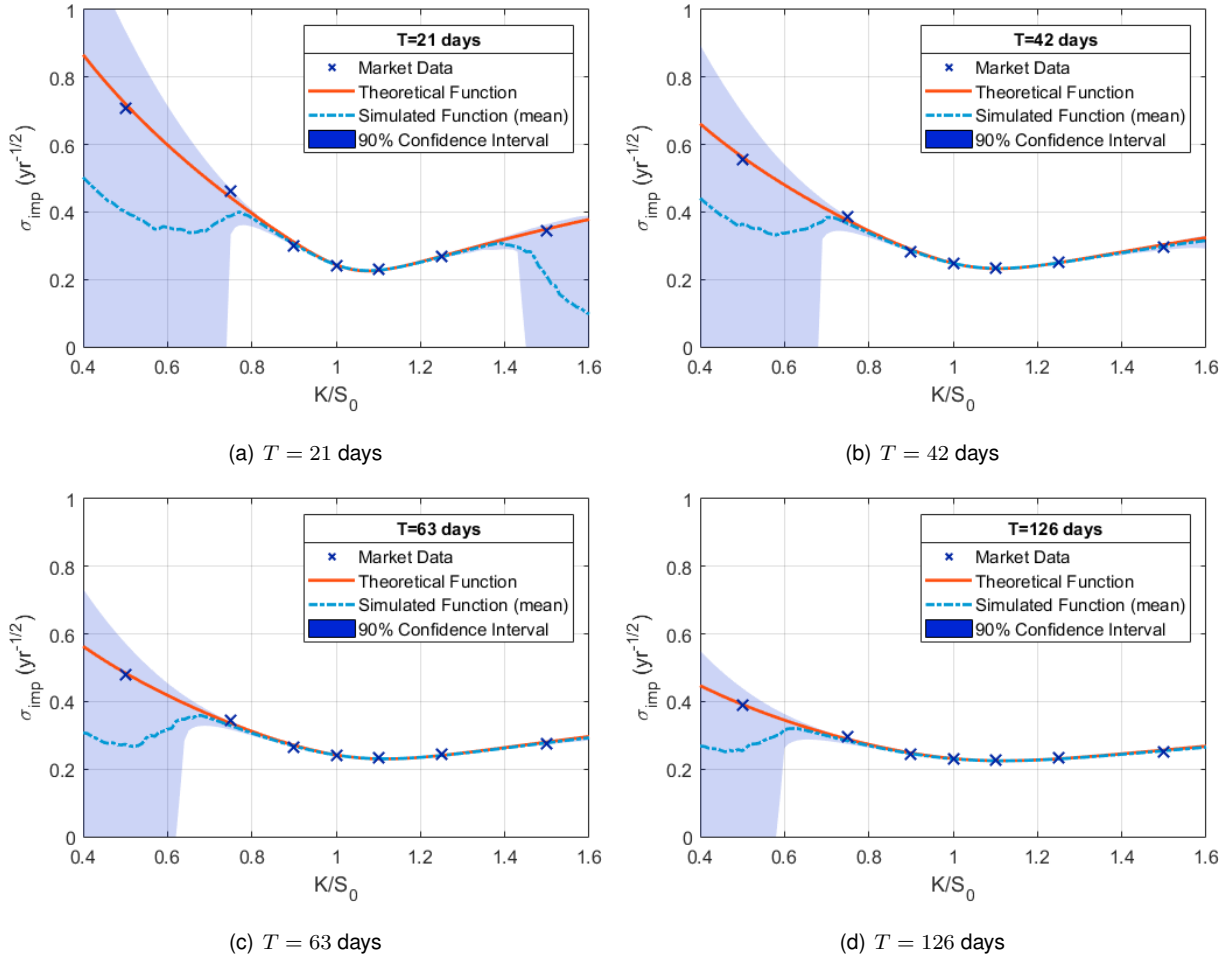 1
0.8
0.6
0.4
0.2
0
σ_imp (yr^-1/2)
0.4 0.6 0.8 1 1.2 1.4 1.6
K/S_0
T=21 days
Market Data
Theoretical Function
Simulated Function (mean)
90% Confidence Interval
(a) T = 21 days
1
0.8
0.6
0.4
0.2
0
σ_imp (yr^-1/2)
0.4 0.6 0.8 1 1.2 1.4 1.6
K/S_0
T=42 days
Market Data
Theoretical Function
Simulated Function (mean)
90% Confidence Interval
(b) T = 42 days
1
0.8
0.6
0.4
0.2
0
σ_imp (yr^-1/2)
0.4 0.6 0.8 1 1.2 1.4 1.6
K/S_0
T=63 days
Market Data
Theoretical Function
Simulated Function (mean)
90% Confidence Interval
(c) T = 63 days
1
0.8
0.6
0.4
0.2
0
σ_imp (yr^-1/2)
0.4 0.6 0.8 1 1.2 1.4 1.6
K/S_0
T=126 days
Market Data
Theoretical Function
Simulated Function (mean)
90% Confidence Interval
(d) T = 126 days